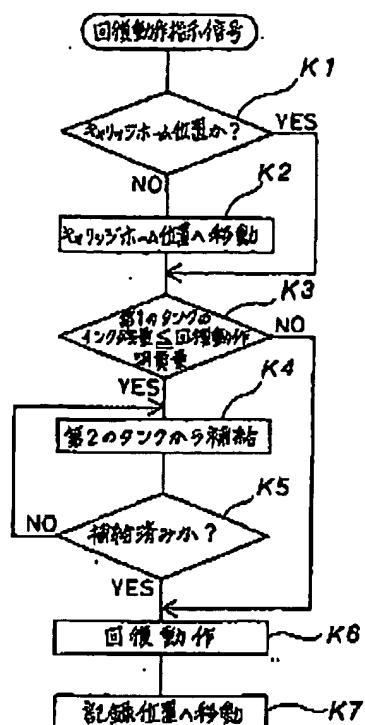 回復動作指示信号
K1
キャリッジホーム位置か?
YES
NO
K2
キャリッジホーム位置へ移動
K3
第1のタンクの
インク残量≦回復動作
消費量
NO
YES
K4
第2のタンクから補給
K5
NO
補給済みか?
YES
回復動作
K6
記録位置へ移動
K7